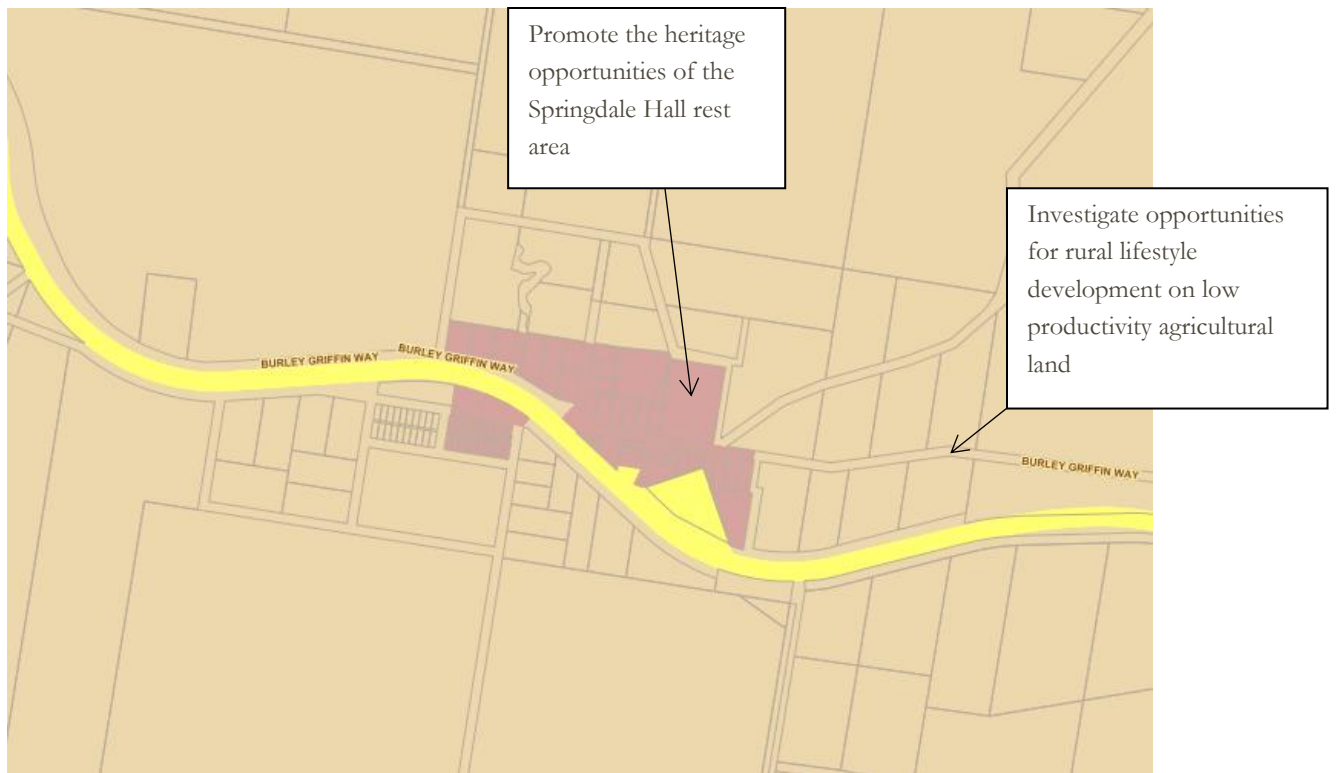 Promote the heritage
opportunities of the
Springdale Hall rest
area
Investigate opportunities
for rural lifestyle
development on low
productivity agricultural
land
BURLEY GRIFFIN WAY
BURLEY GRIFFIN WAY
BURLEY GRIFFIN WAY